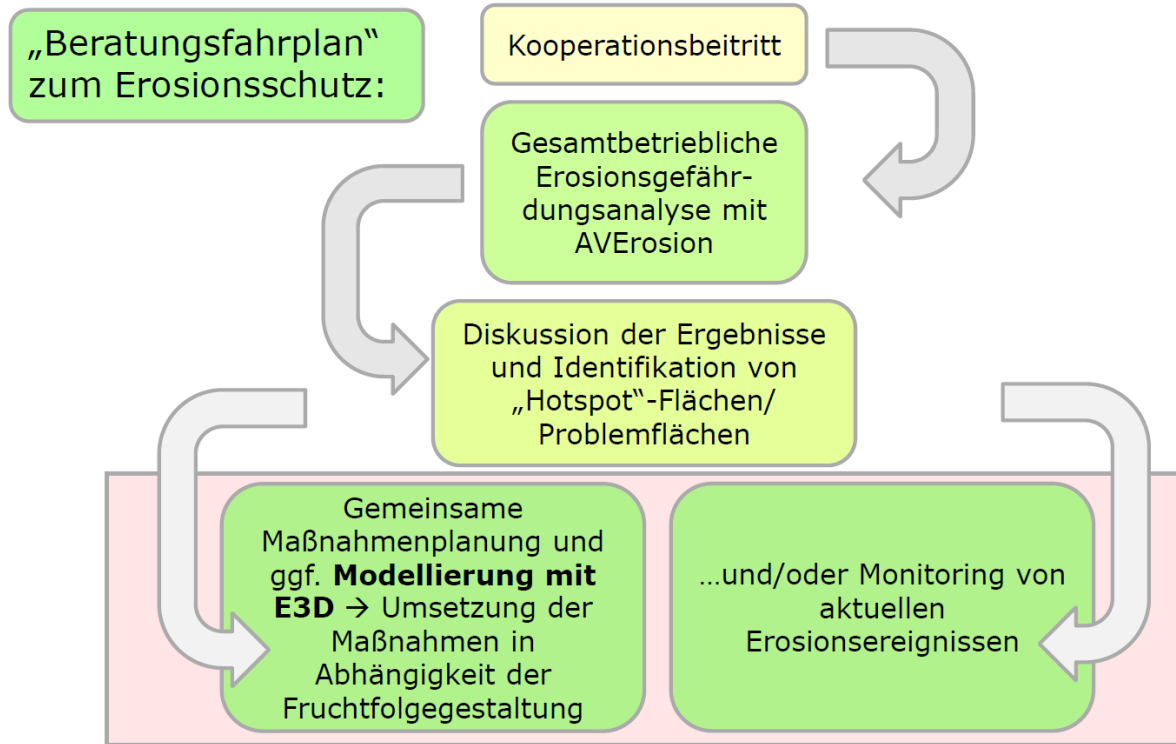 „Beratungsfahrplan“
zum Erosionsschutz:
Kooperationsbeitritt
Gesamtbetriebliche
Erosionsgefähr-
dungsanalyse mit
AVErosion
Diskussion der Ergebnisse
und Identifikation von
„Hotspot“-Flächen/
Problemflächen
Gemeinsame
Maßnahmenplanung und
ggf. Modellierung mit
E3D → Umsetzung der
Maßnahmen in
Abhängigkeit der
Fruchtfolgegestaltung
…und/oder Monitoring von
aktuellen
Erosionsereignissen